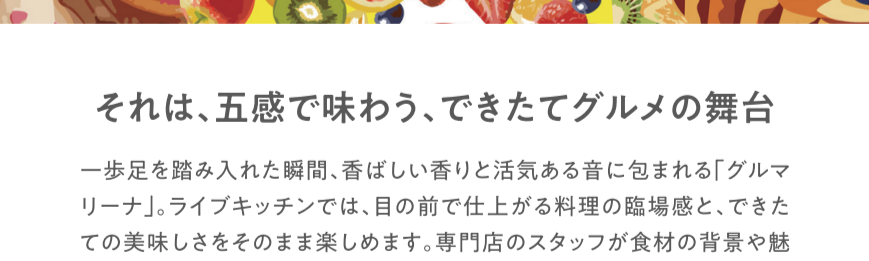 それは、五感で味わう、できたてグルメの舞台
一歩足を踏み入れた瞬間、香ばしい香りと活気ある音に包まれる「グルマ
リーナ」。ライブキッチンでは、目の前で仕上がる料理の臨場感と、できた
ての美味しさをそのまま楽しめます。専門店のスタッフが食材の背景や魅